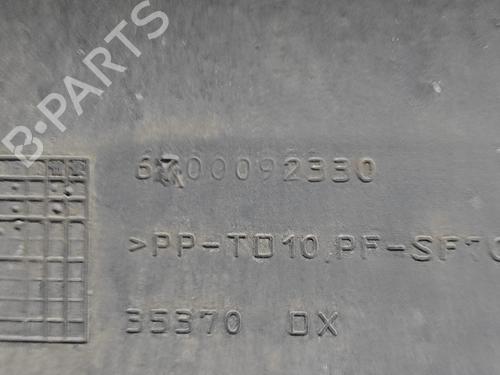 B-PARTS
6700092330
>PP-TD10 PF-SF
35370 DX